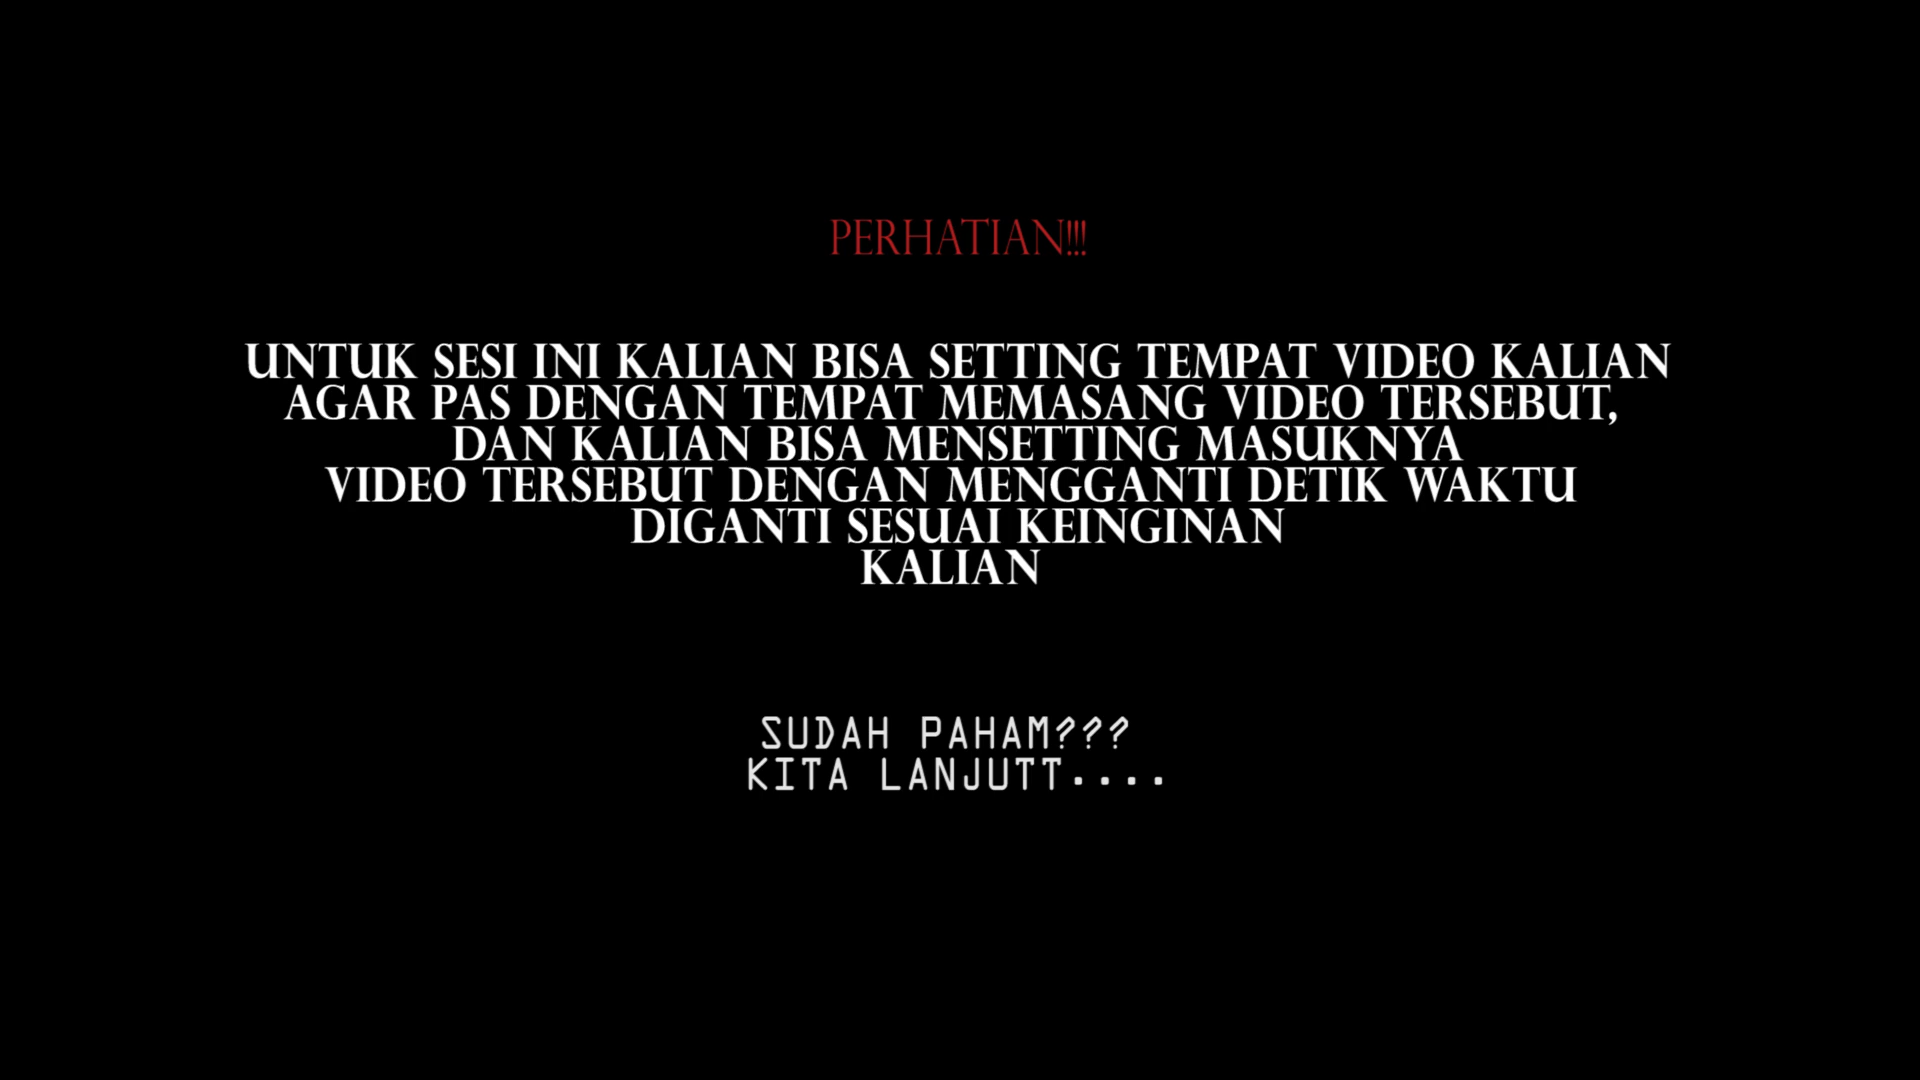 PERHATIAN!!!
UNTUK SESI INI KALIAN BISA SETTING TEMPAT VIDEO KALIAN
AGAR PAS DENGAN TEMPAT MEMASANG VIDEO TERSEBUT,
DAN KALIAN BISA MENSETTING MASUKNYA
VIDEO TERSEBUT DENGAN MENGGANTI DETIK WAKTU
DIGANTI SESUAI KEINGINAN
KALIAN
SUDAH PAHAM???
KITA LANJUTT....